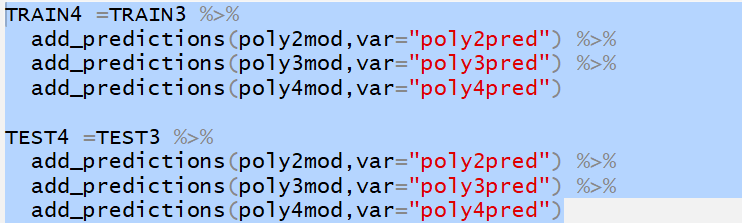 TRAIN4 =TRAIN3 %>%
  add_predictions(poly2mod,var="poly2pred") %>%
  add_predictions(poly3mod,var="poly3pred") %>%
  add_predictions(poly4mod,var="poly4pred")

TEST4 =TEST3 %>%
  add_predictions(poly2mod,var="poly2pred") %>%
  add_predictions(poly3mod,var="poly3pred") %>%
  add_predictions(poly4mod,var="poly4pred")